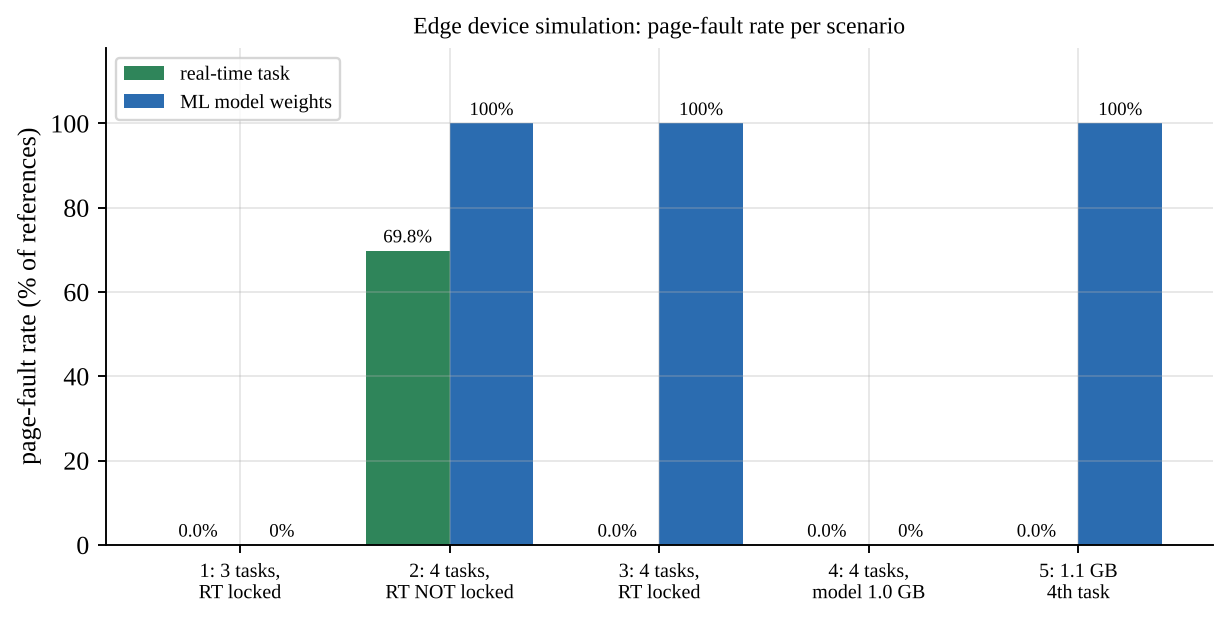 Edge device simulation: page-fault rate per scenario
real-time task
ML model weights
page-fault rate (% of references)
100
80
60
40
20
0
0.0%
0%
69.8%
100%
0.0%
100%
0.0%
0%
0.0%
100%
1: 3 tasks,
RT locked
2: 4 tasks,
RT NOT locked
3: 4 tasks,
RT locked
4: 4 tasks,
model 1.0 GB
5: 1.1 GB
4th task